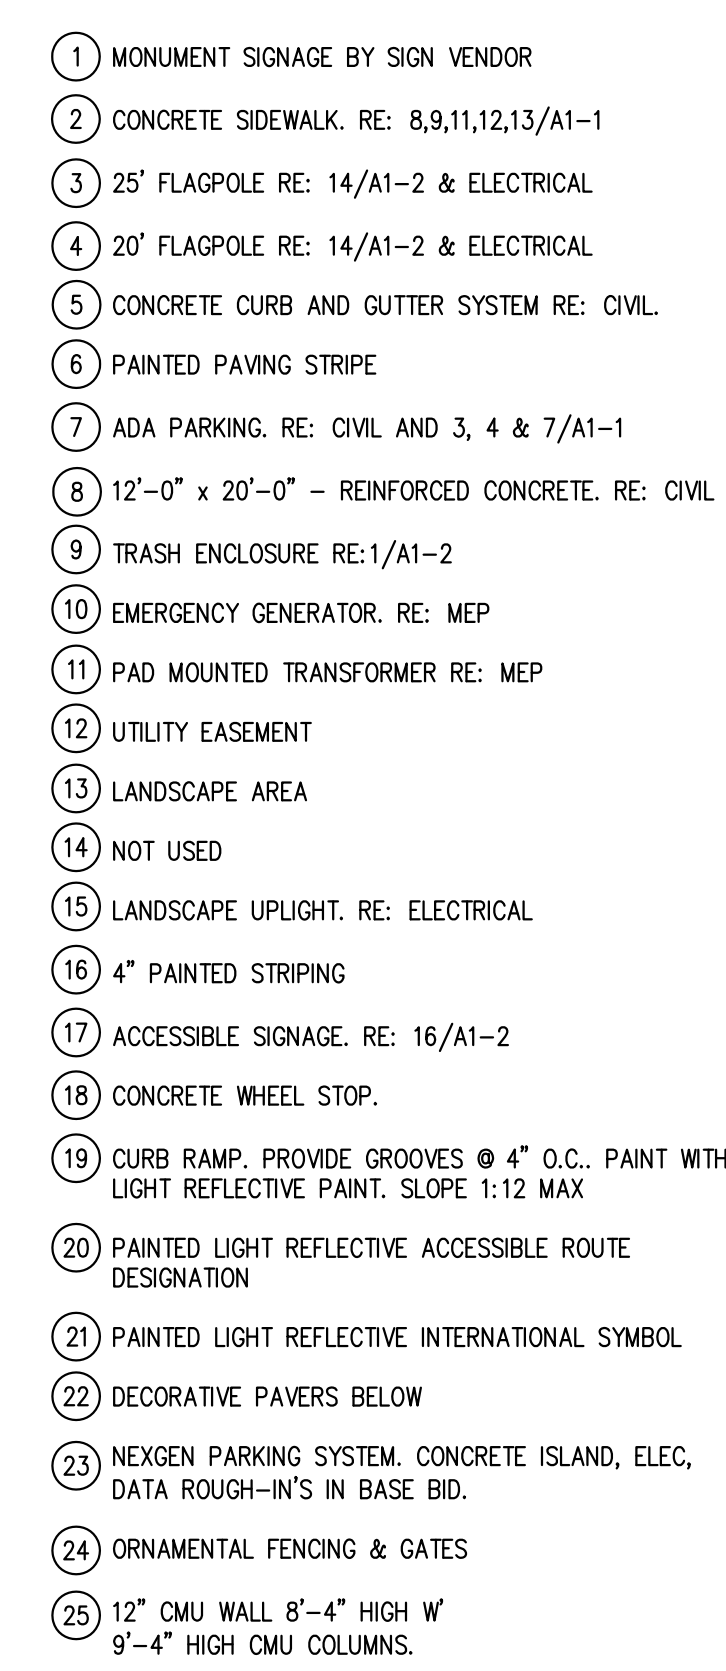 1 MONUMENT SIGNAGE BY SIGN VENDOR
2 CONCRETE SIDEWALK. RE: 8,9,11,12,13/A1-1
3 25' FLAGPOLE RE: 14/A1-2 & ELECTRICAL
4 20' FLAGPOLE RE: 14/A1-2 & ELECTRICAL
5 CONCRETE CURB AND GUTTER SYSTEM RE: CIVIL.
6 PAINTED PAVING STRIPE
7 ADA PARKING. RE: CIVIL AND 3, 4 & 7/A1-1
8 12'-0" x 20'-0" - REINFORCED CONCRETE. RE: CIVIL
9 TRASH ENCLOSURE RE:1/A1-2
10 EMERGENCY GENERATOR. RE: MEP
11 PAD MOUNTED TRANSFORMER RE: MEP
12 UTILITY EASEMENT
13 LANDSCAPE AREA
14 NOT USED
15 LANDSCAPE UPLIGHT. RE: ELECTRICAL
16 4" PAINTED STRIPING
17 ACCESSIBLE SIGNAGE. RE: 16/A1-2
18 CONCRETE WHEEL STOP.
19 CURB RAMP. PROVIDE GROOVES @ 4" O.C.. PAINT WITH
LIGHT REFLECTIVE PAINT. SLOPE 1:12 MAX
20 PAINTED LIGHT REFLECTIVE ACCESSIBLE ROUTE
DESIGNATION
21 PAINTED LIGHT REFLECTIVE INTERNATIONAL SYMBOL
22 DECORATIVE PAVERS BELOW
23 NEXGEN PARKING SYSTEM. CONCRETE ISLAND, ELEC,
DATA ROUGH-IN'S IN BASE BID.
24 ORNAMENTAL FENCING & GATES
25 12" CMU WALL 8'-4" HIGH W'
9'-4" HIGH CMU COLUMNS.